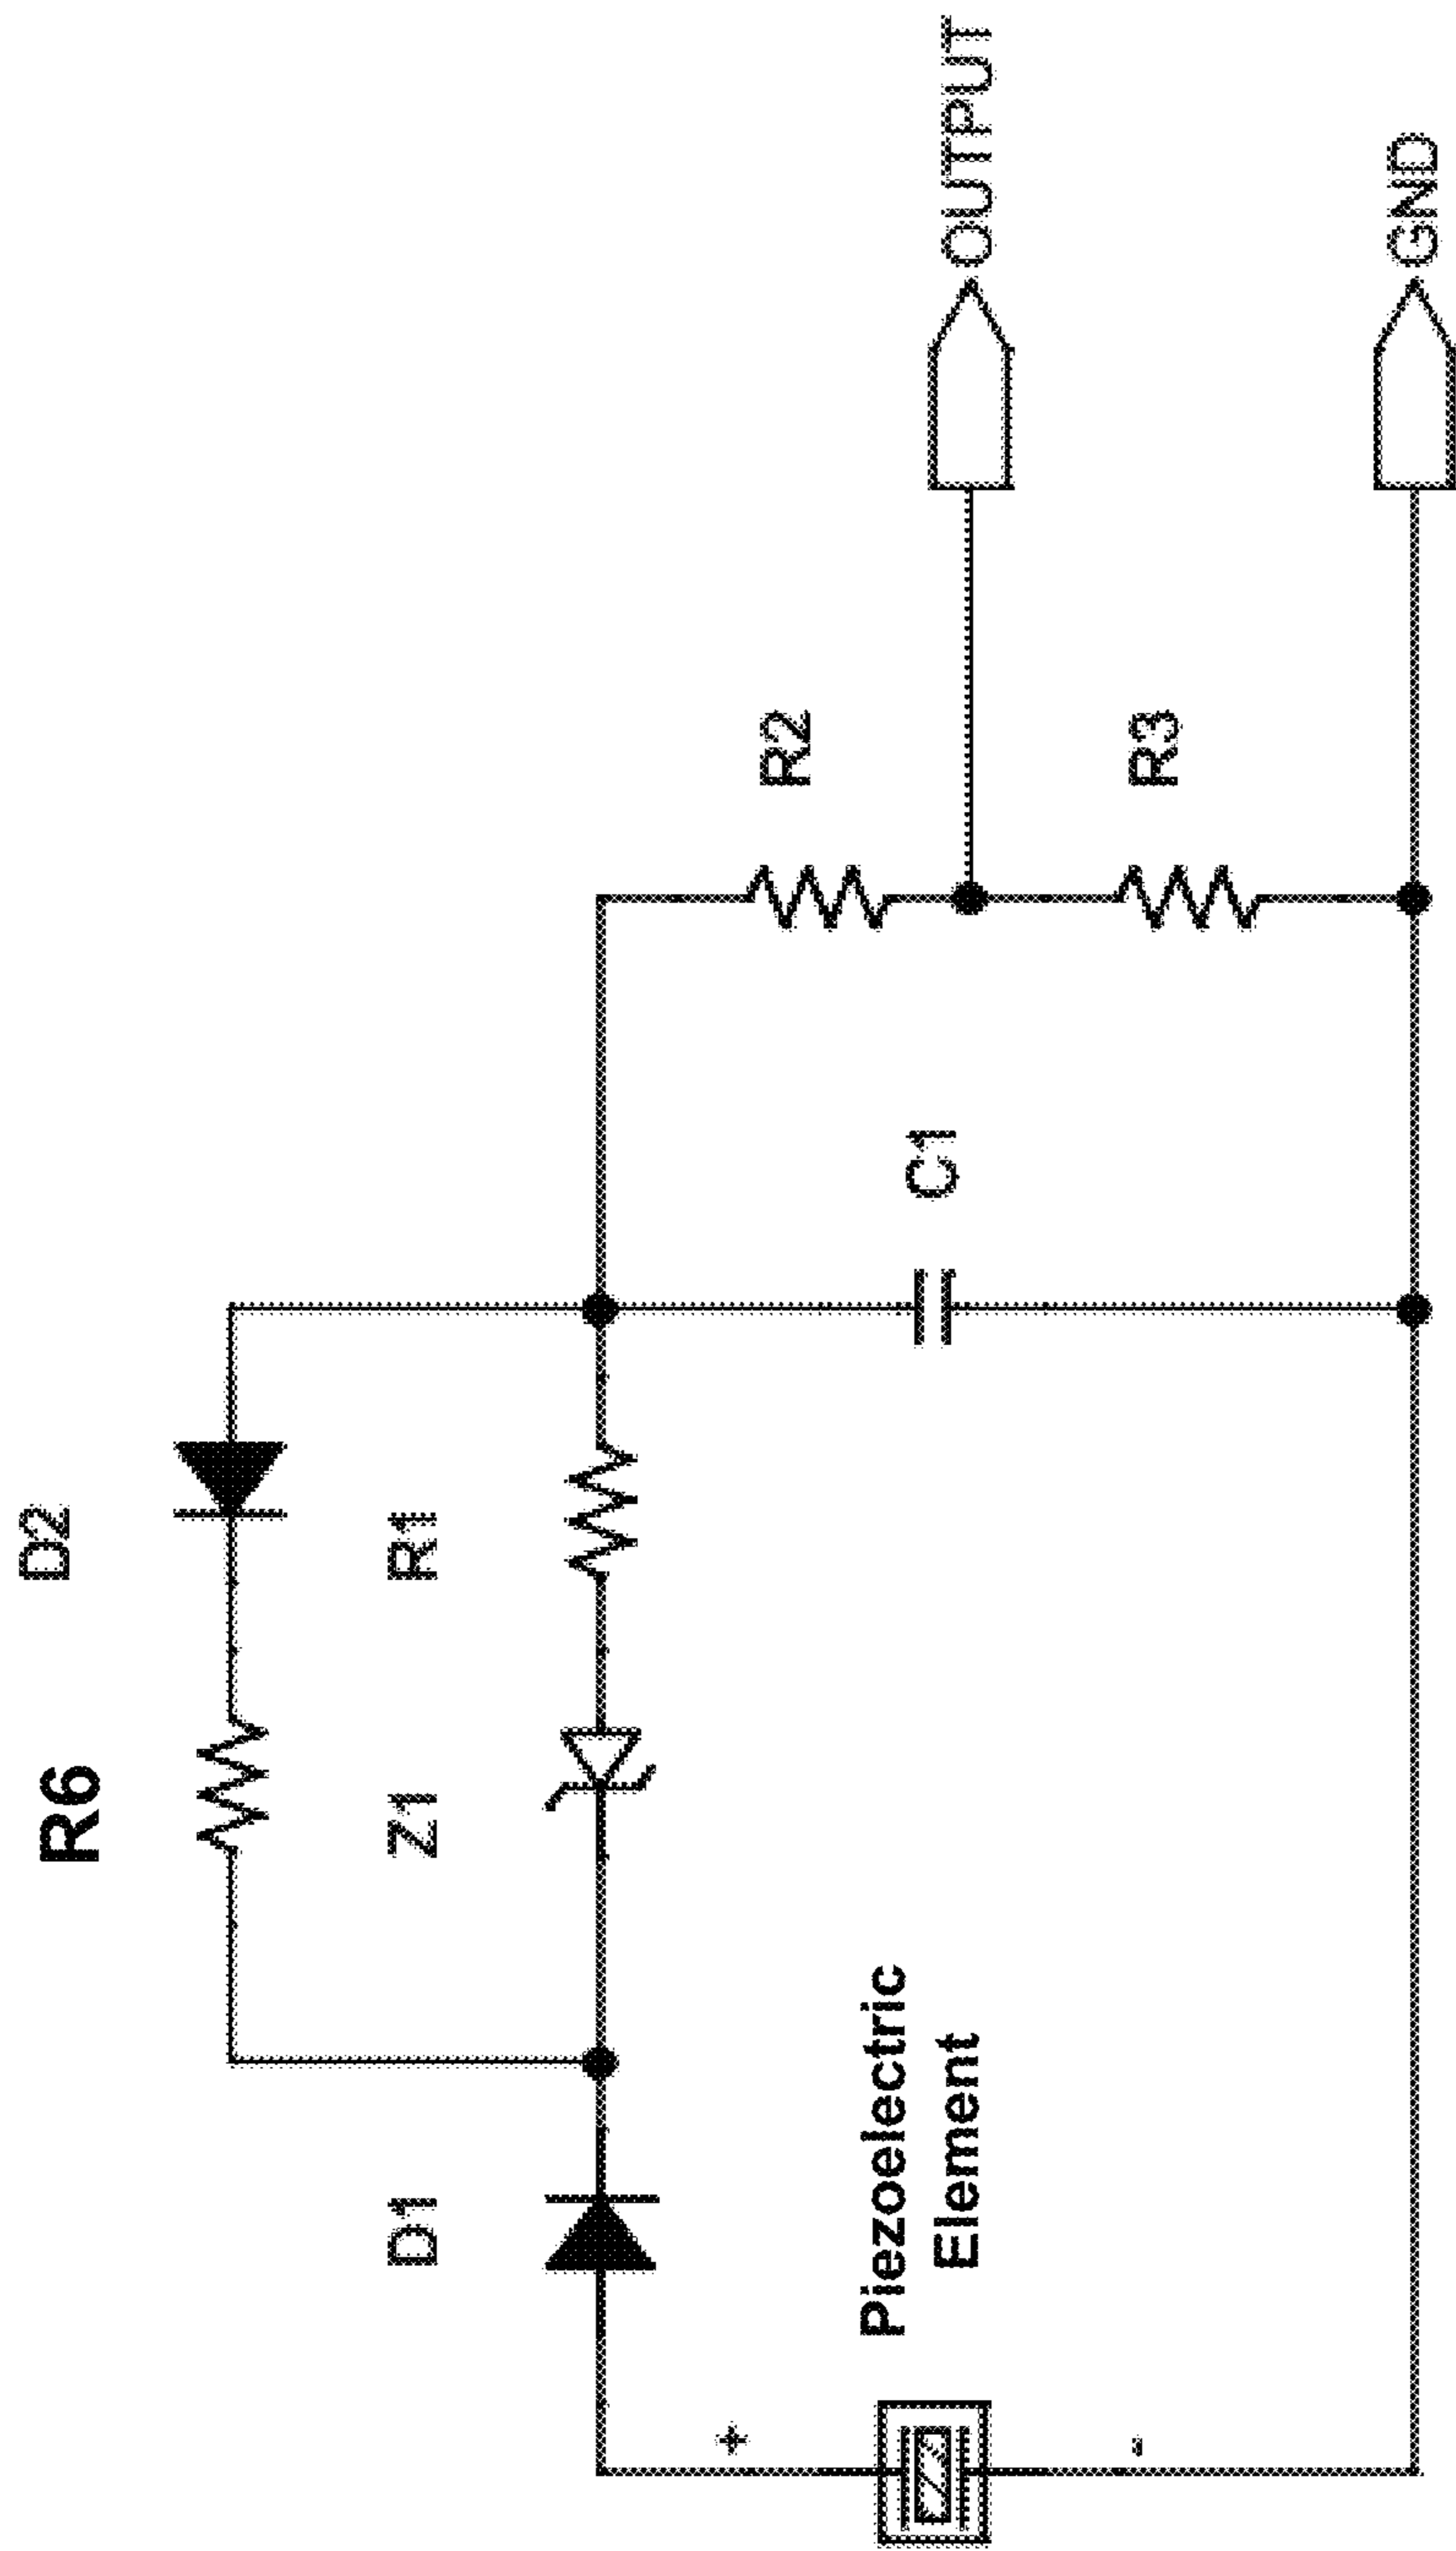 R6
D2
D1
Z1
R1
R2
C1
Piezoelectric
Element
+
-
R3
OUTPUT
GND